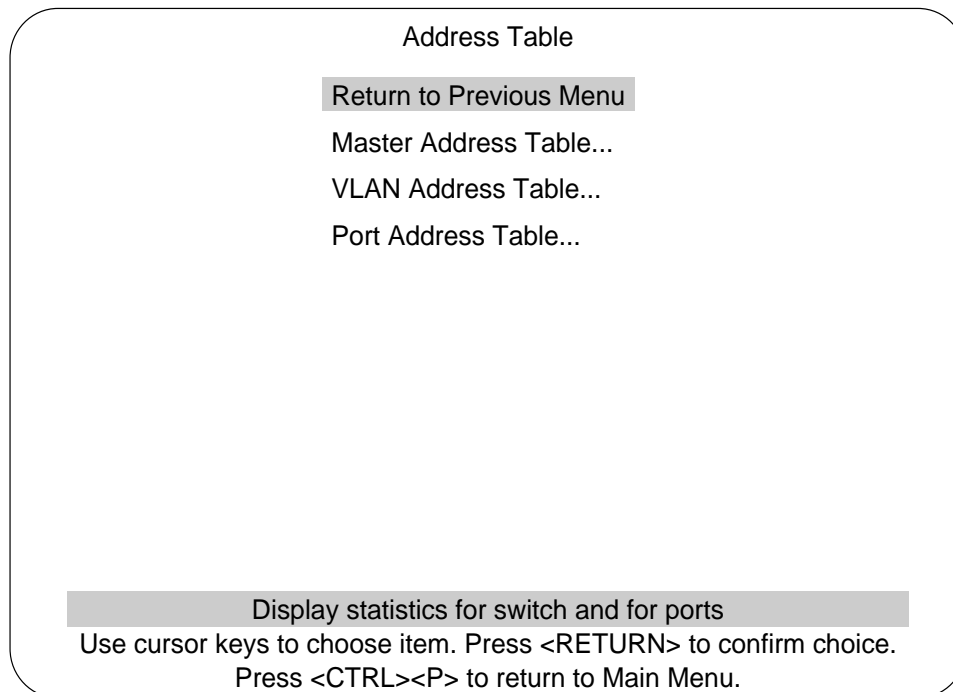 Address Table
Return to Previous Menu
Master Address Table...
VLAN Address Table...
Port Address Table...
Display statistics for switch and for ports
Use cursor keys to choose item. Press <RETURN> to confirm choice.
Press <CTRL><P> to return to Main Menu.